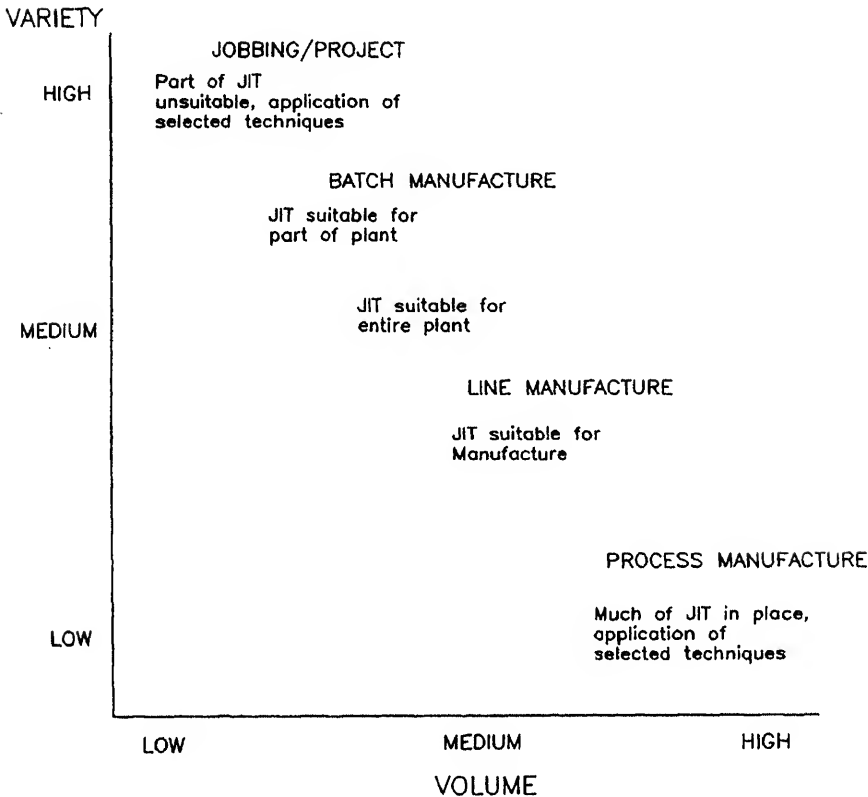 VARIETY
JOBBING/PROJECT
HIGH
Part of JIT
unsuitable, application of
selected techniques
BATCH MANUFACTURE
JIT suitable for
part of plant
JIT suitable for
entire plant
MEDIUM
LINE MANUFACTURE
JIT suitable for
Manufacture
PROCESS MANUFACTURE
Much of JIT in place,
application of
selected techniques
LOW
LOW MEDIUM HIGH
VOLUME